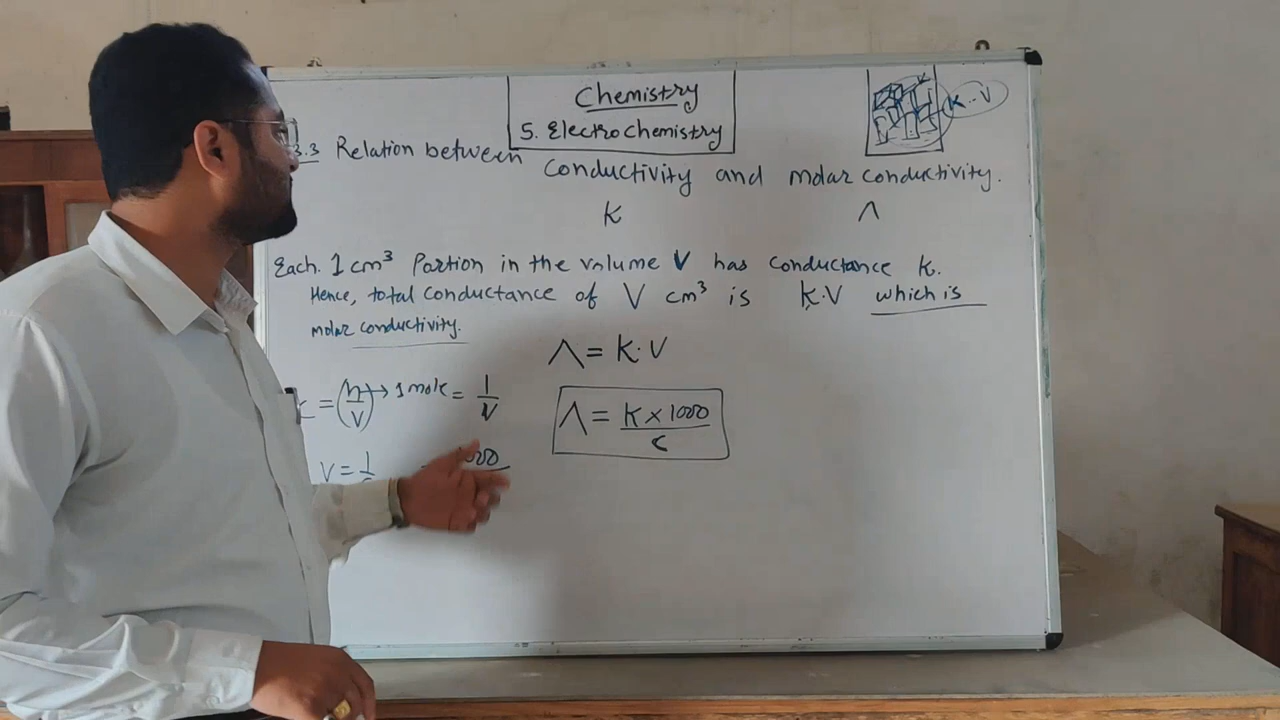 Chemistry
5. Electrochemistry
K.V
3.3 Relation between conductivity and molar conductivity.
K Λ
Each 1 cm³ Portion in the volume V has conductance K.
Hence, total conductance of V cm³ is K.V which is
molar conductivity.
Λ = K.V
= (n/V) → 1 mole = 1/V
Λ = K × 1000 / C
V = 1/
1000